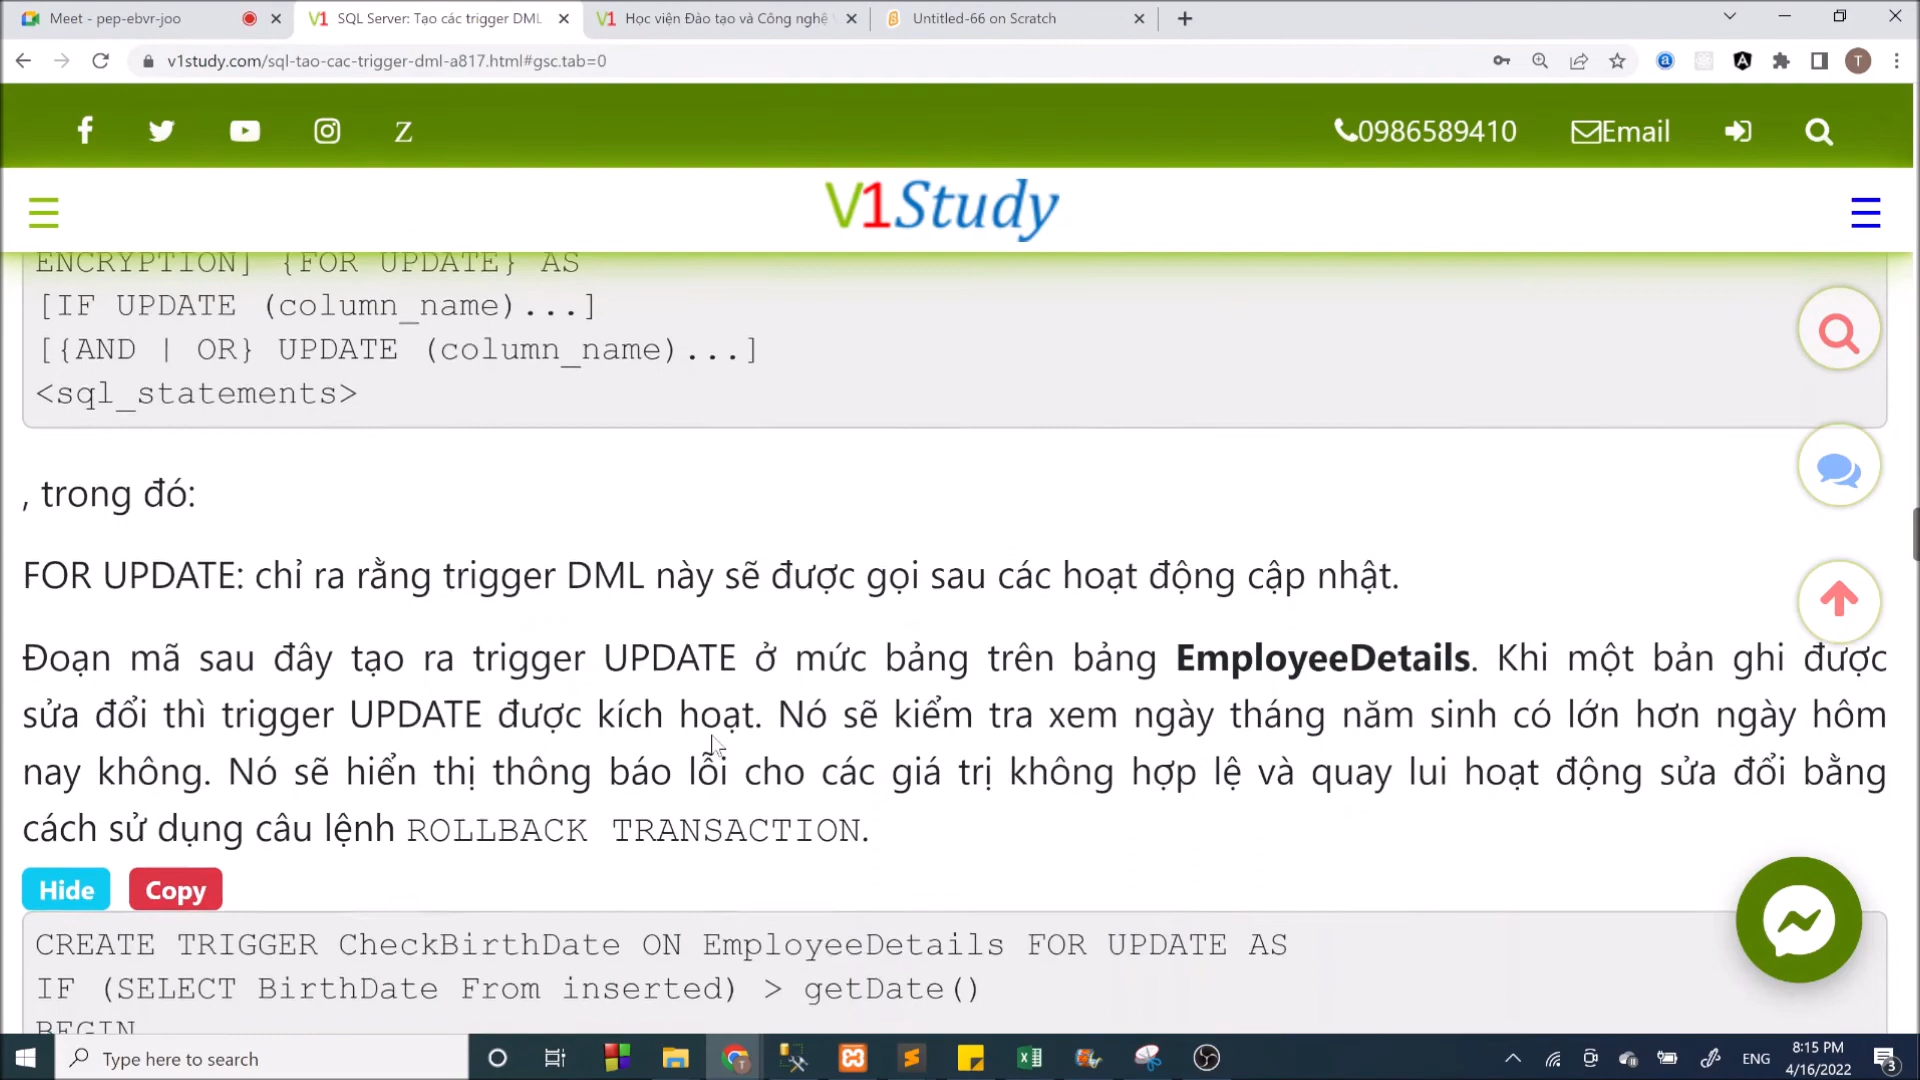 Meet - pep-ebvr-joo
V1 SQL Server: Tạo các trigger DML
V1 Học viện Đào tạo và Công nghệ V
Untitled-66 on Scratch
v1study.com/sql-tao-cac-trigger-dml-a817.html#gsc.tab=0
T
Z
0986589410
Email
V1Study
ENCRYPTION] {FOR UPDATE} AS
[IF UPDATE (column_name)...]
[{AND | OR} UPDATE (column_name)...]
<sql_statements>
, trong đó:
FOR UPDATE: chỉ ra rằng trigger DML này sẽ được gọi sau các hoạt động cập nhật.
Đoạn mã sau đây tạo ra trigger UPDATE ở mức bảng trên bảng EmployeeDetails. Khi một bản ghi được
sửa đổi thì trigger UPDATE được kích hoạt. Nó sẽ kiểm tra xem ngày tháng năm sinh có lớn hơn ngày hôm
nay không. Nó sẽ hiển thị thông báo lỗi cho các giá trị không hợp lệ và quay lui hoạt động sửa đổi bằng
cách sử dụng câu lệnh ROLLBACK TRANSACTION.
Hide Copy
CREATE TRIGGER CheckBirthDate ON EmployeeDetails FOR UPDATE AS
IF (SELECT BirthDate From inserted) > getDate()
BEGIN
Type here to search
ENG
8:15 PM
4/16/2022
3